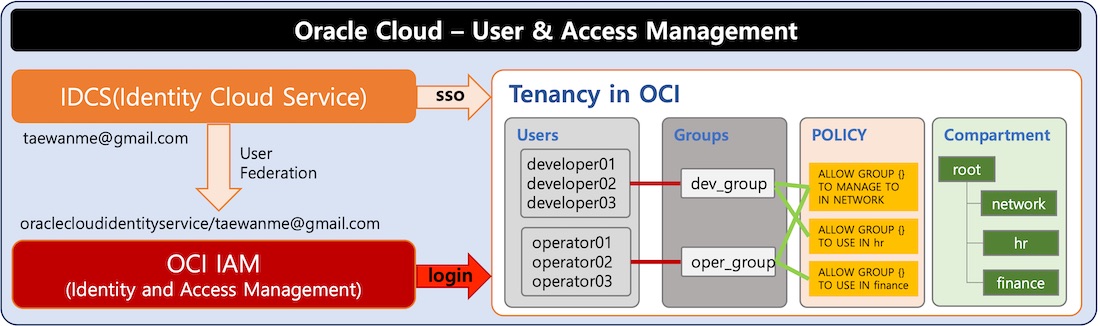 Oracle Cloud – User & Access Management
IDCS(Identity Cloud Service)
sso
taewanme@gmail.com
User
Federation
oraclecloudidentityservice/taewanme@gmail.com
OCI IAM
(Identity and Access Management)
login
Tenancy in OCI
Users
developer01
developer02
developer03
operator01
operator02
operator03
Groups
dev_group
oper_group
POLICY
ALLOW GROUP {}
TO MANAGE TO
IN NETWORK
ALLOW GROUP {}
TO USE IN hr
ALLOW GROUP {}
TO USE IN finance
Compartment
root
network
hr
finance